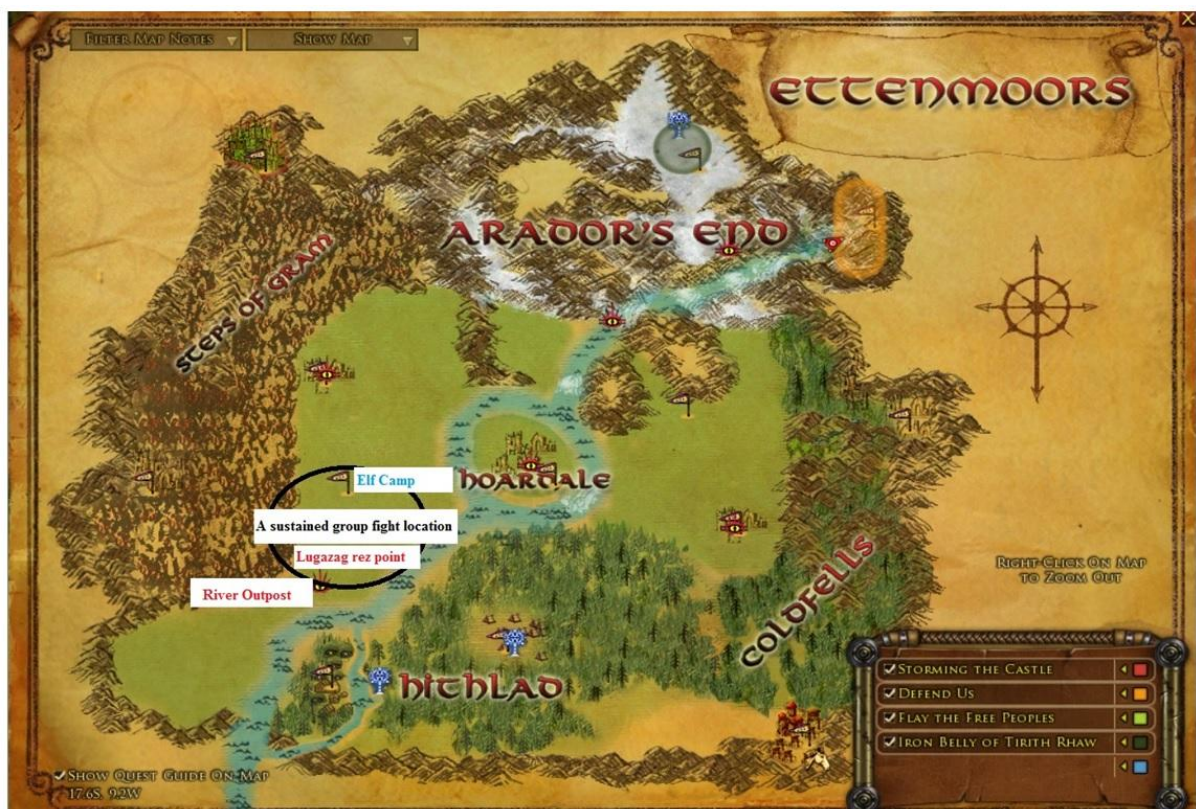 FILTER MAP NOTES
SHOW MAP
ETTENMOORS
ARADOR'S END
STEPS OF GRAM
Elf Camp
HOARDALE
A sustained group fight location
Lugazag rez point
River Outpost
COLDFELLS
RIGHT-CLICK ON MAP
TO ZOOM OUT
HITHLAD
STORMING THE CASTLE
DEFEND US
FLAY THE FREE PEOPLES
IRON BELLY OF TIRITH RHAW
SHOW QUEST GUIDE ON MAP
17.6S, 9.2W